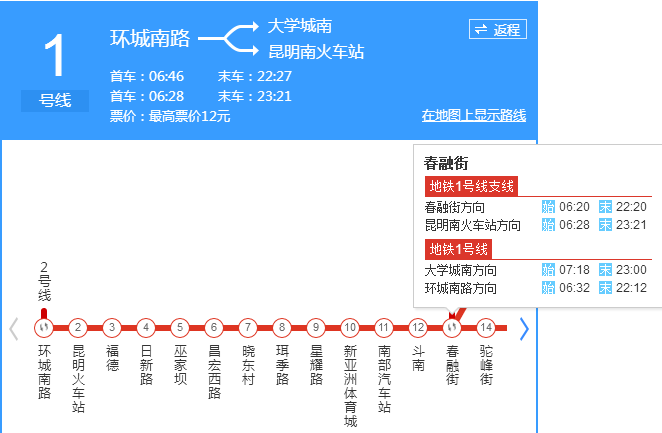 1
号线
环城南路
大学城南
昆明南火车站
返程
首车：06:46 末车：22:27
首车：06:28 末车：23:21
票价：最高票价12元
在地图上显示路线
春融街
地铁1号线支线
春融街方向 始 06:20 末 22:20
昆明南火车站方向 始 06:28 末 23:21
地铁1号线
大学城南方向 始 07:18 末 23:00
环城南路方向 始 06:32 末 22:12
2号线
2 3 4 5 6 7 8 9 10 11 12 14
环城南路
昆明火车站
福德
日新路
巫家坝
昌宏西路
晓东村
珥季路
星耀路
新亚洲体育城
南部汽车站
斗南
春融街
驼峰街